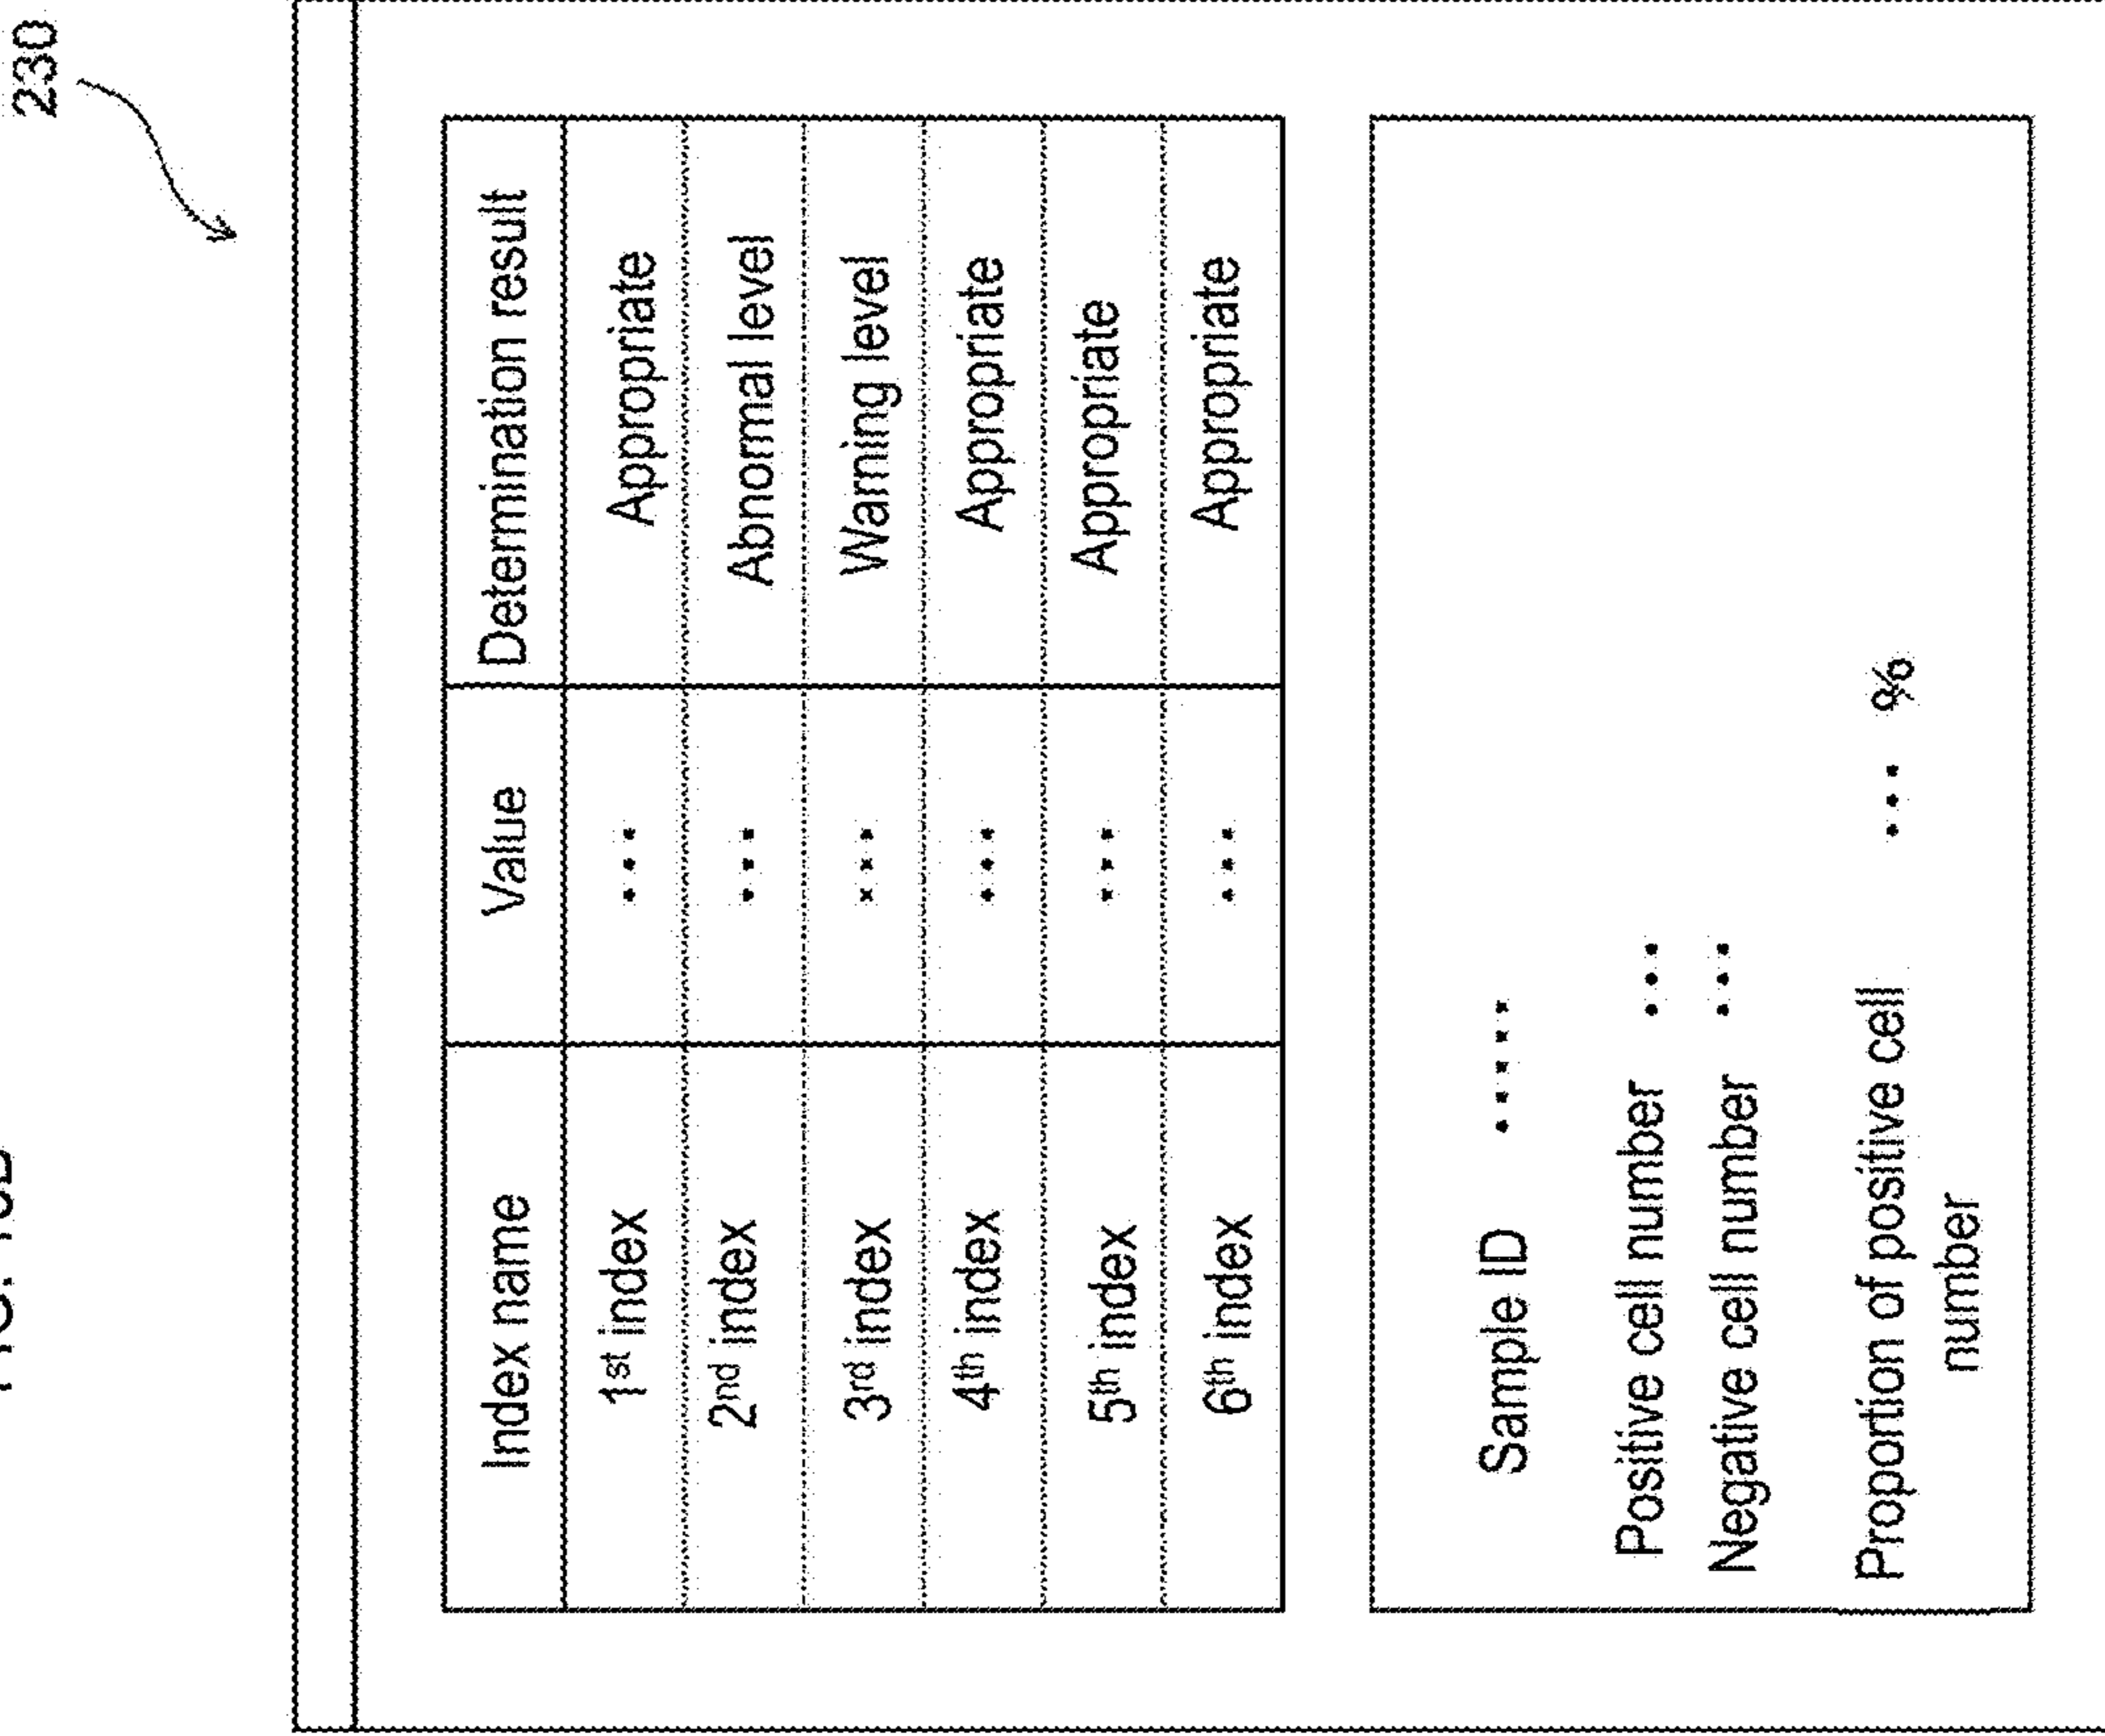 230
Index name Value Determination result
1st index ... Appropriate
2nd index ... Abnormal level
3rd index ... Warning level
4th index ... Appropriate
5th index ... Appropriate
6th index ... Appropriate
Sample ID .....
Positive cell number ...
Negative cell number ...
Proportion of positive cell ... %
number